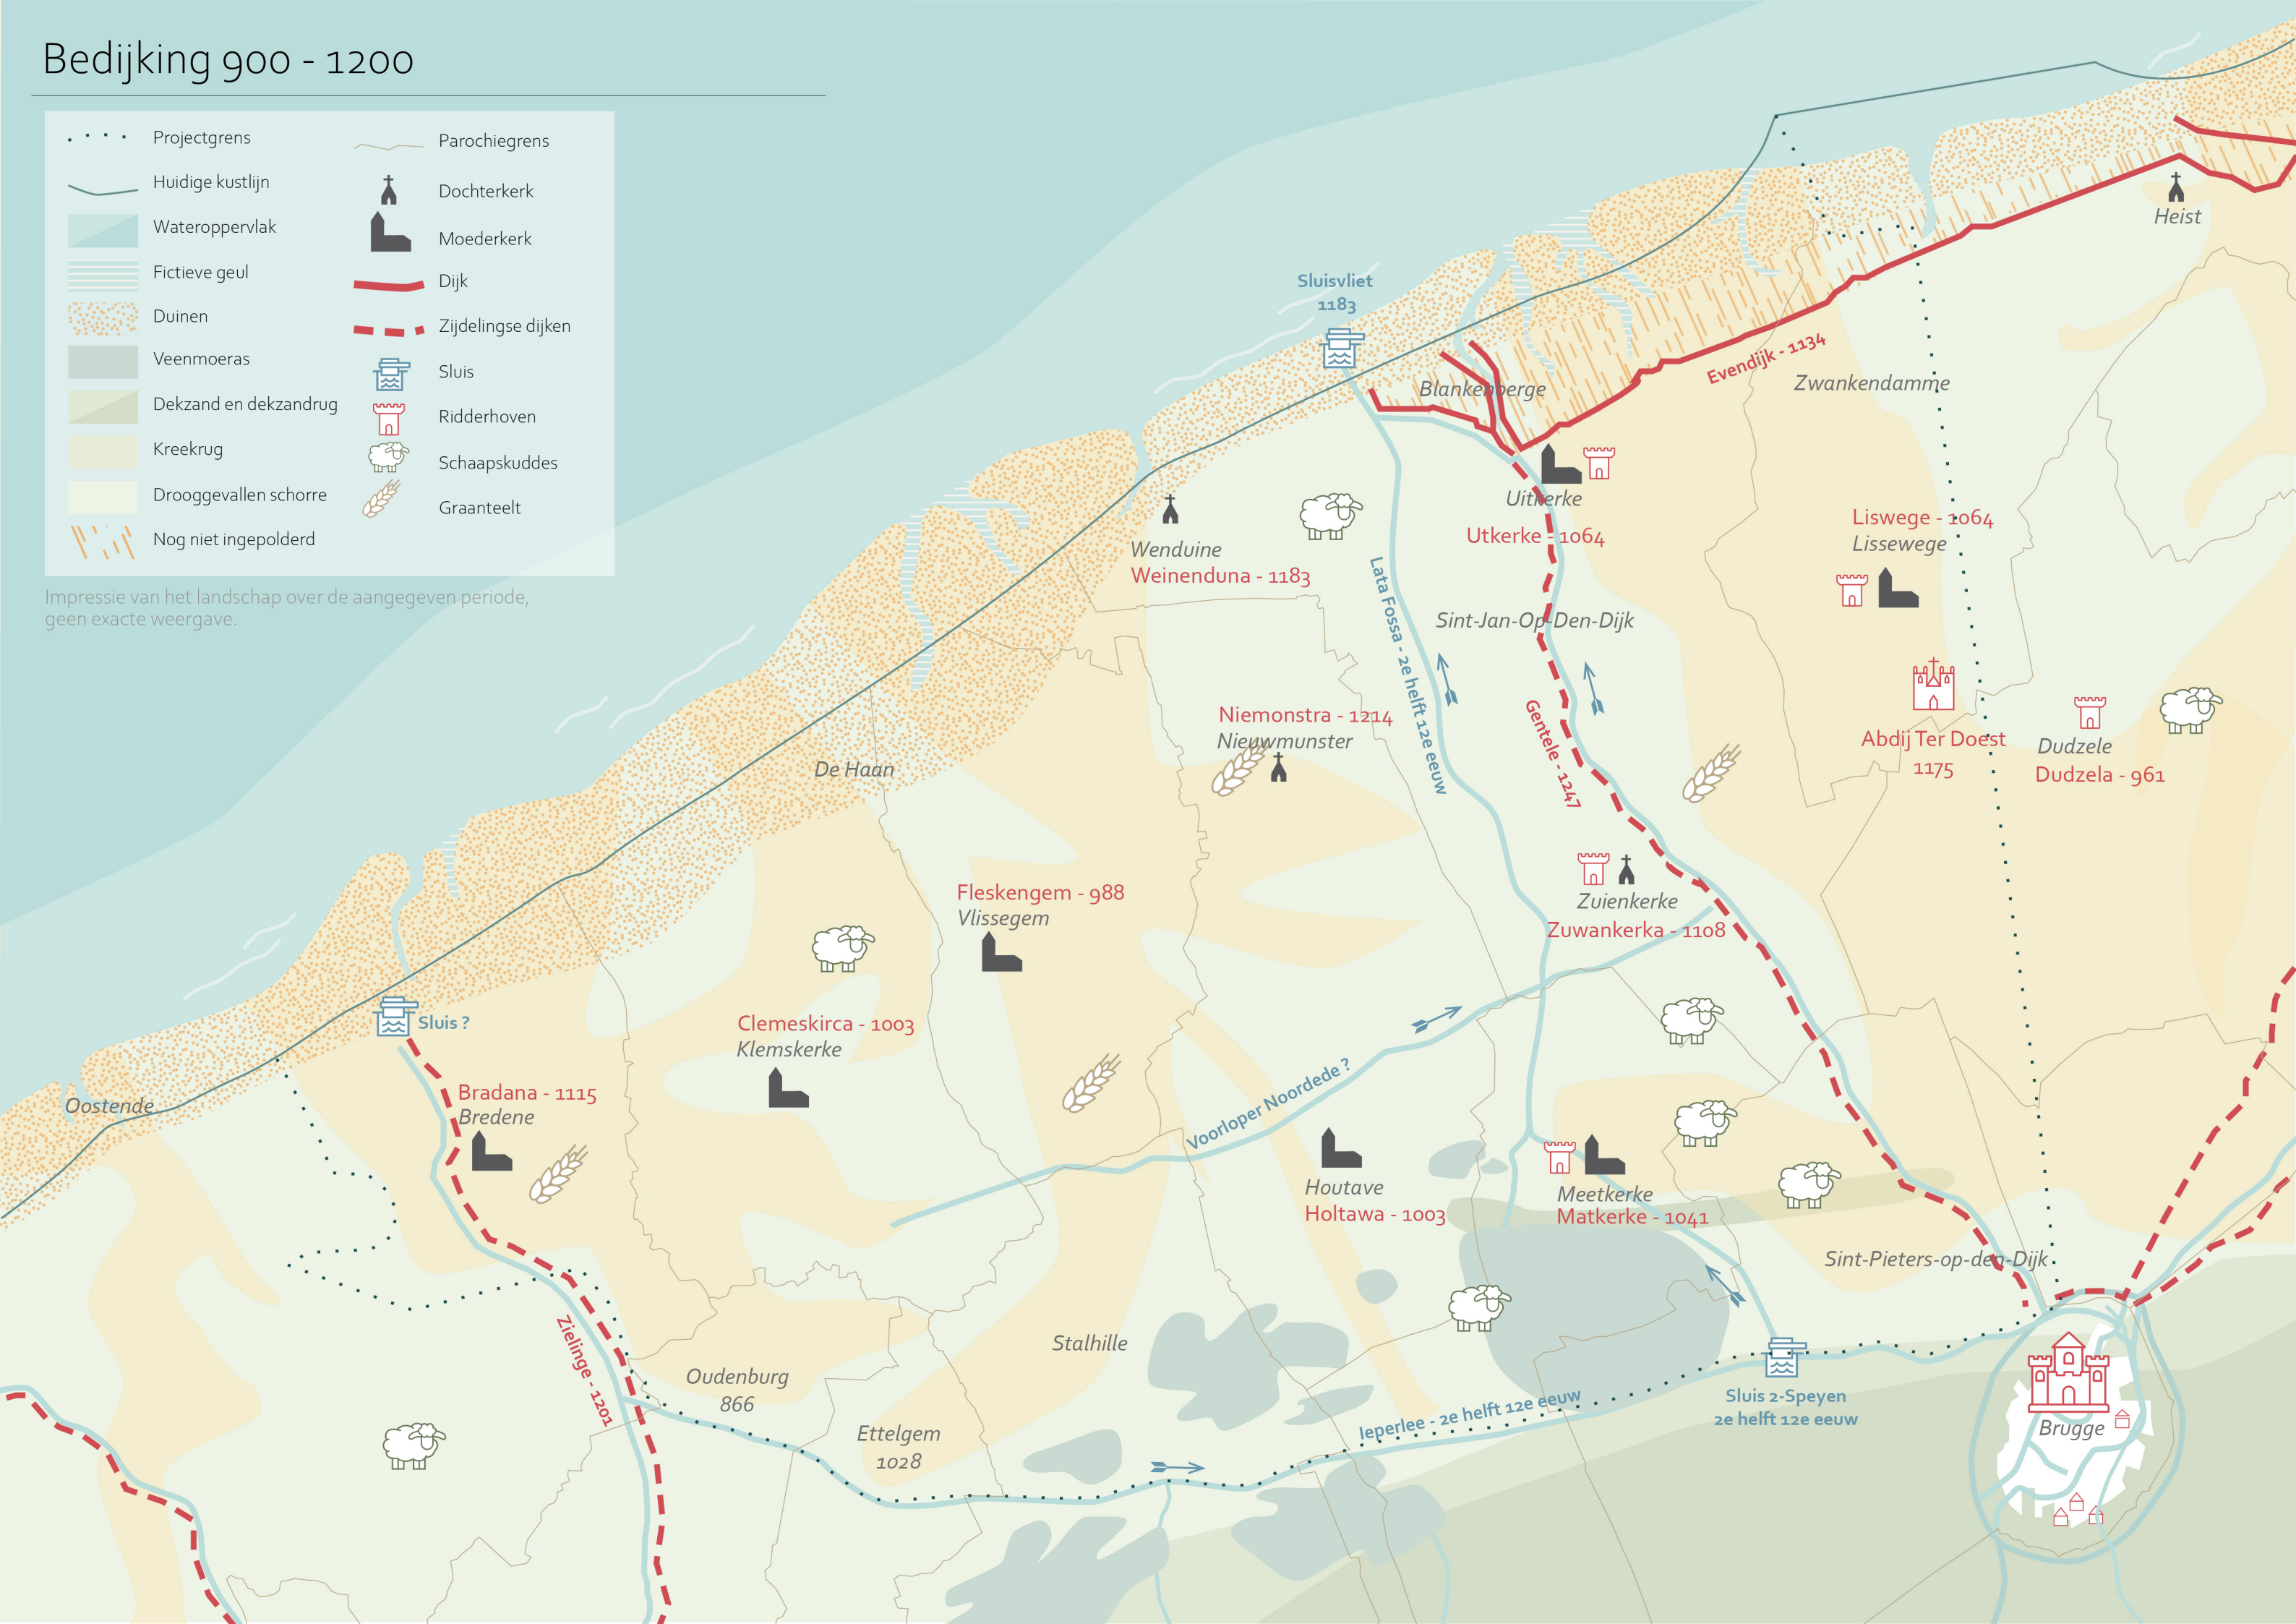 Bedijking 900 - 1200
Projectgrens
Huidige kustlijn
Wateroppervlak
Fictieve geul
Duinen
Veenmoeras
Dekzand en dekzandrug
Kreekrug
Drooggevallen schorre
Nog niet ingepolderd
Parochiegrens
Dochterkerk
Moederkerk
Dijk
Zijdelingse dijken
Sluis
Ridderhoven
Schaapskuddes
Graanteelt
Impressie van het landschap over de aangegeven periode,
geen exacte weergave.
Heist
Sluisvliet
1183
Blankenberge
Evendijk - 1134
Zwankendamme
Uitkerke
Utkerke - 1064
Liswege - 1064
Lissewege
Wenduine
Weinenduna - 1183
Lata Fossa - 2e helft 12e eeuw
Sint-Jan-Op-Den-Dijk
Gentele - 1247
Niemonstra - 1214
Nieuwmunster
Abdij Ter Doest
1175
Dudzele
Dudzela - 961
De Haan
Fleskengem - 988
Vlissegem
Zuienkerke
Zuwankerka - 1108
Sluis ?
Clemeskirca - 1003
Klemskerke
Oostende
Bradana - 1115
Bredene
Voorloper Noordede ?
Houtave
Holtawa - 1003
Meetkerke
Matkerke - 1041
Sint-Pieters-op-den-Dijk
Zielinge - 1201
Stalhille
Oudenburg
866
Ettelgem
1028
Ieperlee - 2e helft 12e eeuw
Sluis 2-Speyen
2e helft 12e eeuw
Brugge